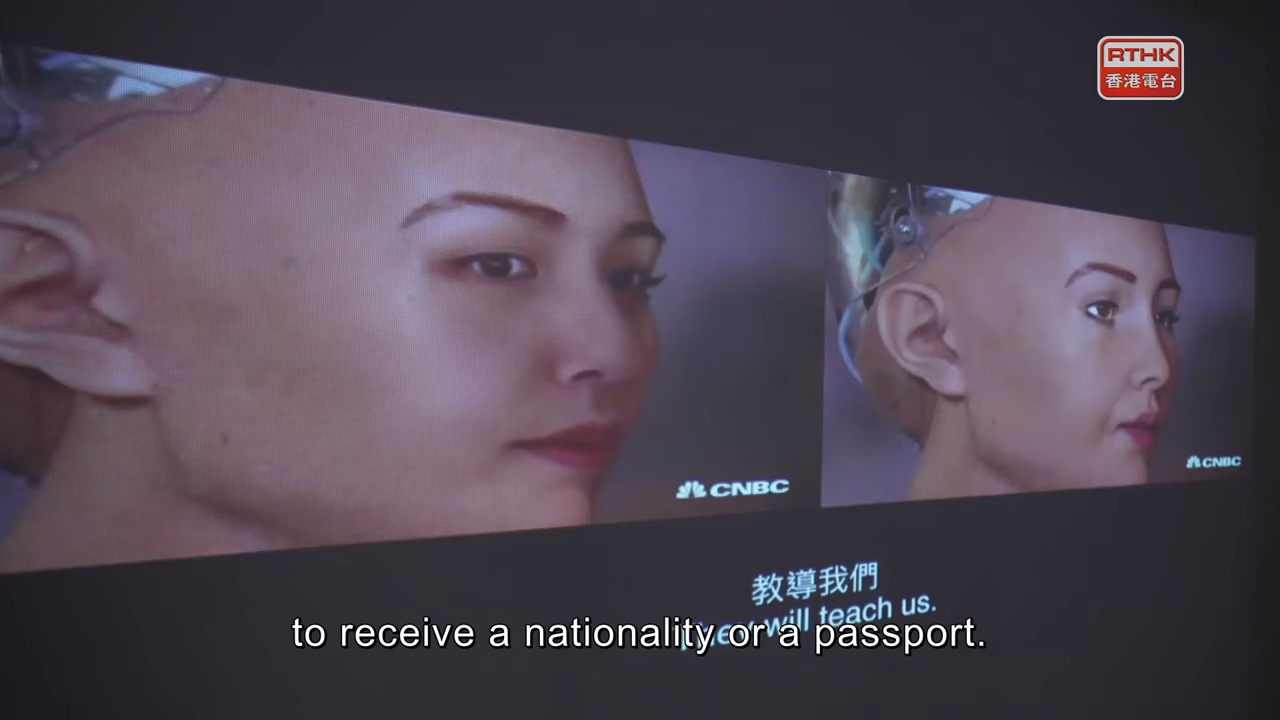 RTHK
香港電台
CNBC
CNBC
教導我們
they will teach us.
to receive a nationality or a passport.